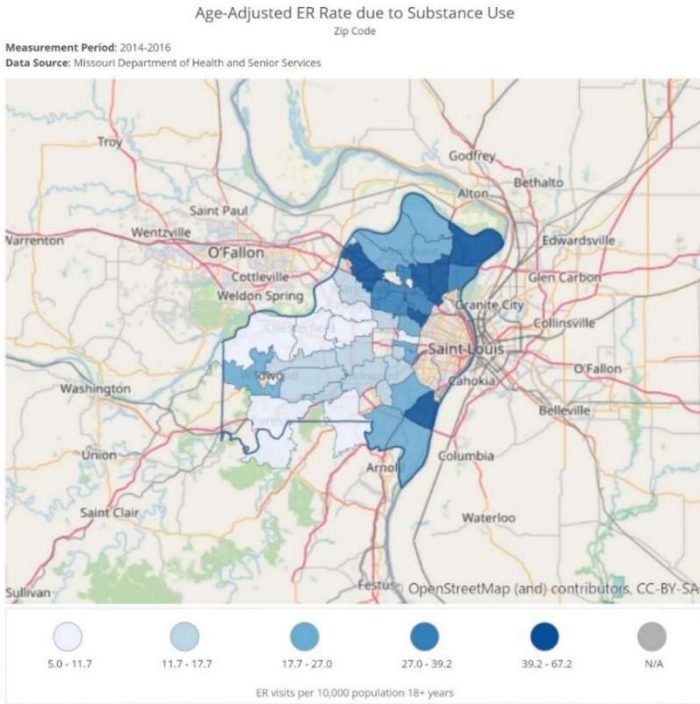 Age-Adjusted ER Rate due to Substance Use
Zip Code
Measurement Period: 2014-2016
Data Source: Missouri Department of Health and Senior Services
Troy
Godfrey
Bethalto
Alton
Saint Paul
Wentzville
Warrenton
O'Fallon
Edwardsville
Cottleville
Glen Carbon
Weldon Spring
Granite City
Collinsville
Saint Louis
O'Fallon
Cahokia
Washington
Belleville
Union
Columbia
Arnol
Saint Clair
Waterloo
Festus
Sullivan
OpenStreetMap (and) contributors, CC-BY-SA
5.0 - 11.7
11.7 - 17.7
17.7 - 27.0
27.0 - 39.2
39.2 - 67.2
N/A
ER visits per 10,000 population 18+ years